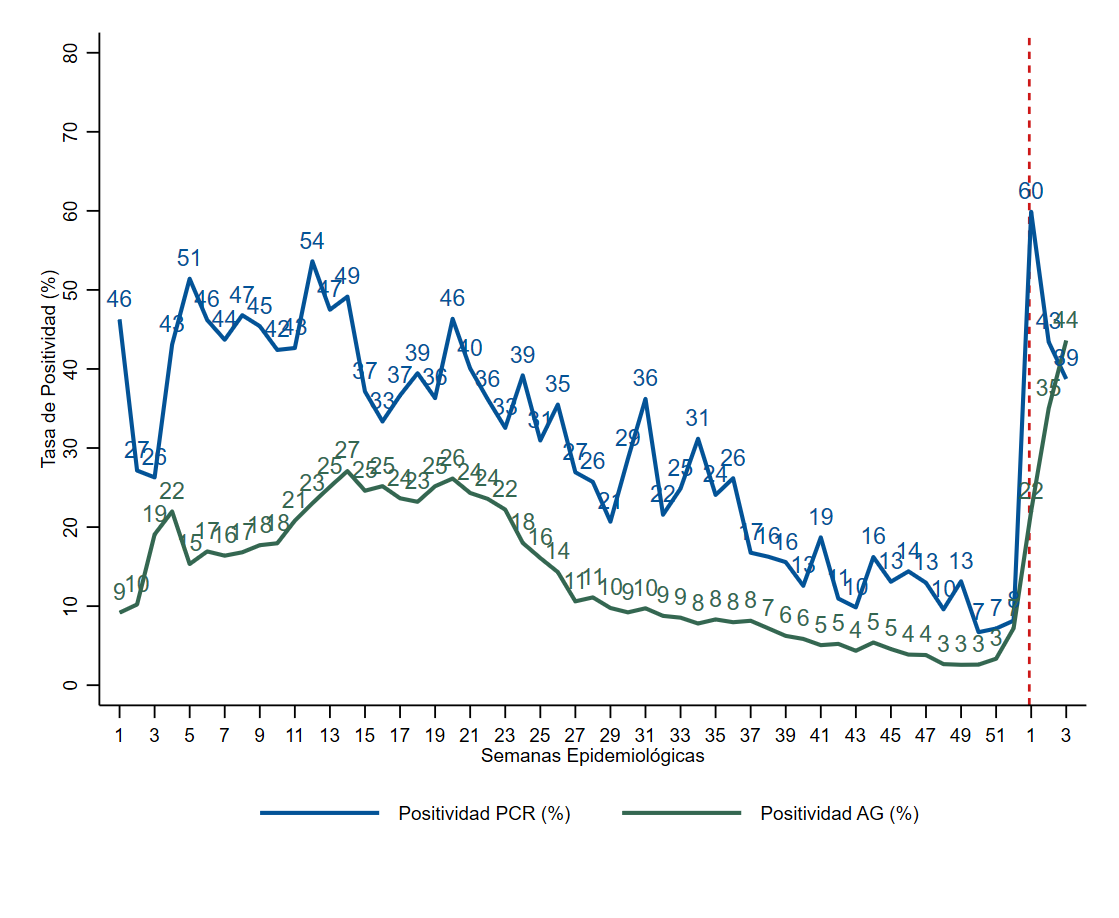 Tasa de Positividad (%)
80
70
60
50
40
30
20
10
0
46 27 26 43 51 46 44 47 45 42 43 54 47 49 37 33 37 39 36 46 40 36 33 39 31 35 27 26 21 29 36 22 25 31 24 26 17 16 16 13 19 11 10 16 13 14 13 10 13 7 7 8 60 43 39
9 10 19 22 15 17 16 17 18 18 21 23 25 27 25 25 24 23 25 26 24 24 22 18 16 14 11 11 10 9 10 9 9 8 8 8 8 7 6 6 5 5 4 5 5 4 4 3 3 3 3 22 35 44
1 3 5 7 9 11 13 15 17 19 21 23 25 27 29 31 33 35 37 39 41 43 45 47 49 51 1 3
Semanas Epidemiológicas
Positividad PCR (%) Positividad AG (%)